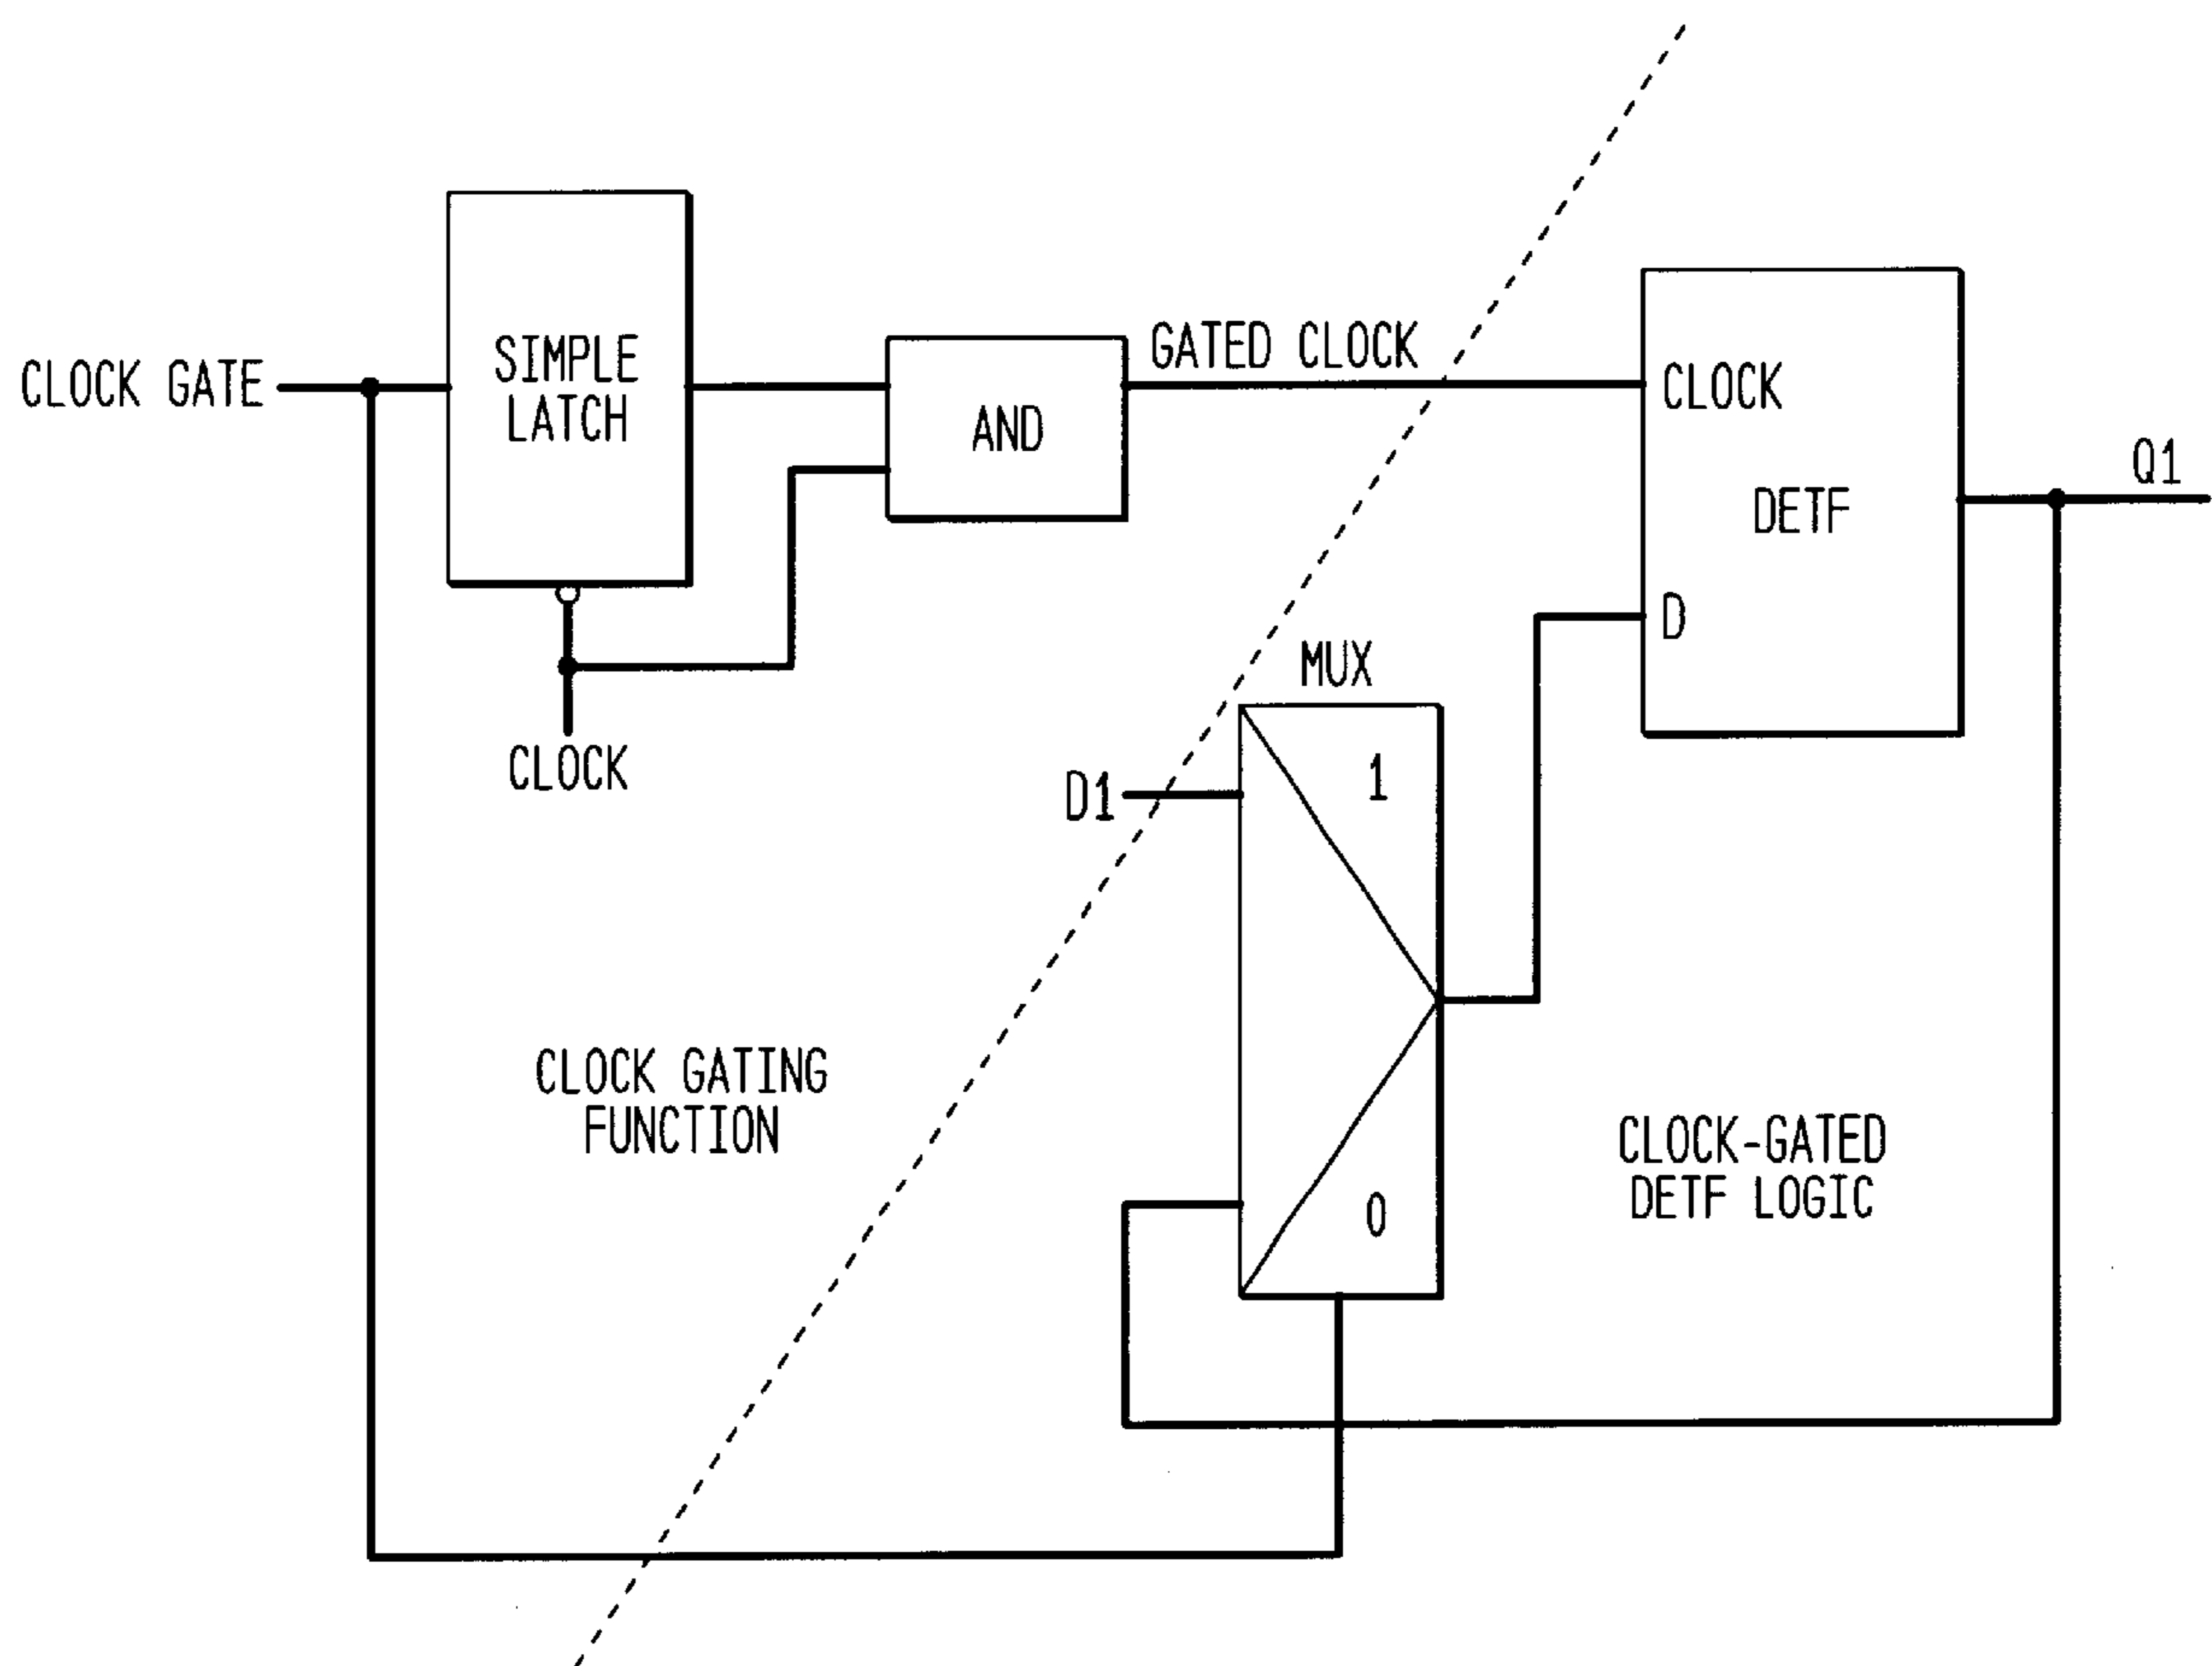 CLOCK GATE
SIMPLE
LATCH
AND
GATED CLOCK
CLOCK
DETF
D
Q1
CLOCK
MUX
D1
1
0
CLOCK GATING
FUNCTION
CLOCK-GATED
DETF LOGIC